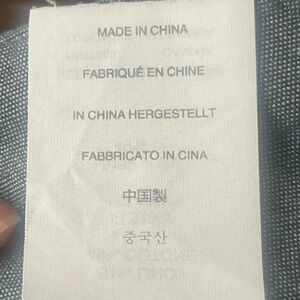 MADE IN CHINA
FABRIQUÉ EN CHINE
IN CHINA HERGESTELLT
FABBRICATO IN CINA
中国製
중국산